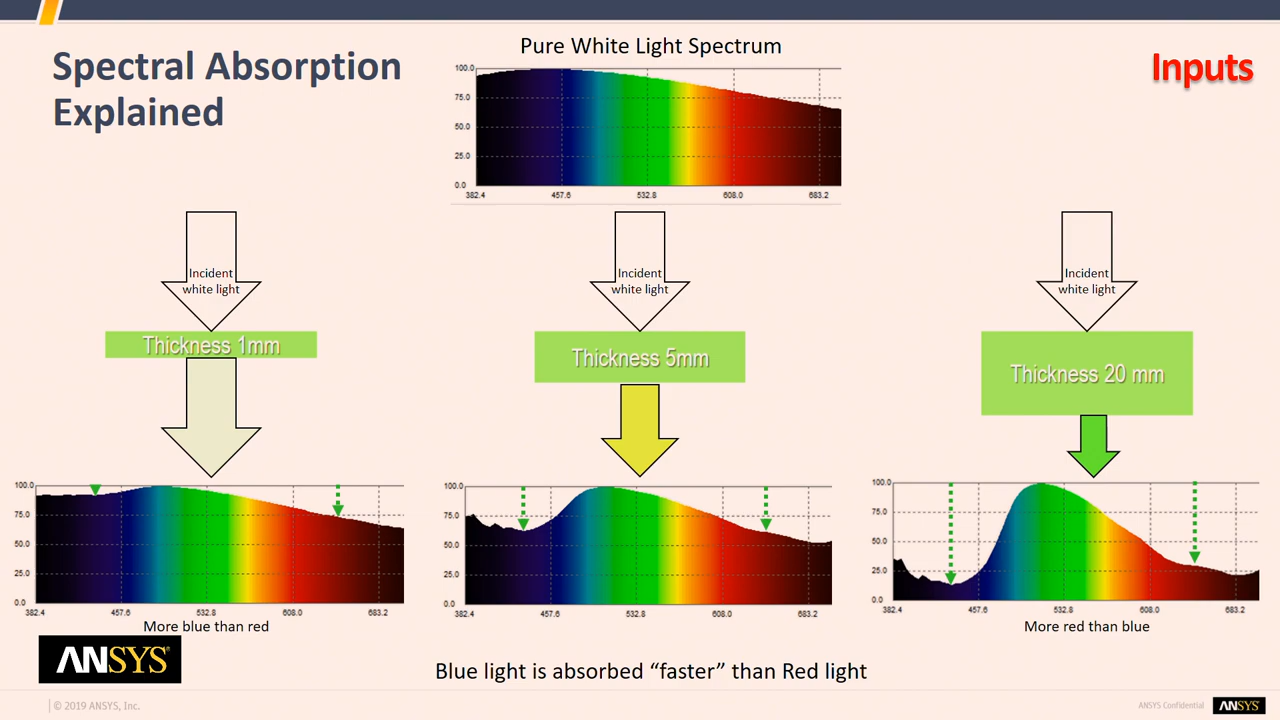 Spectral Absorption
Explained
Pure White Light Spectrum
Inputs
100.0
75.0
50.0
25.0
0.0
382.4 457.6 532.8 608.0 683.2
Incident
white light
Incident
white light
Incident
white light
Thickness 1mm
Thickness 5mm
Thickness 20 mm
100.0
75.0
50.0
25.0
0.0
382.4 457.6 532.8 608.0 683.2
More blue than red
100.0
75.0
50.0
25.0
0.0
382.4 457.6 532.8 608.0 683.2
100.0
75.0
50.0
25.0
0.0
382.4 457.6 532.8 608.0 683.2
More red than blue
ANSYS®
Blue light is absorbed “faster” than Red light
© 2019 ANSYS, Inc.
ANSYS Confidential
ANSYS